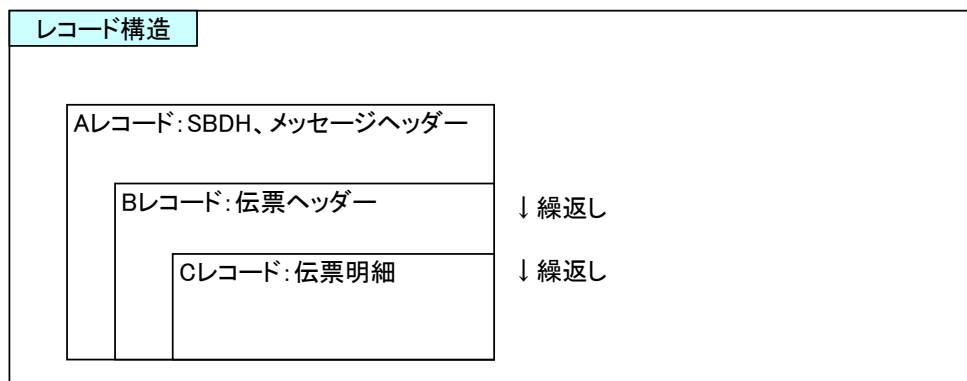 レコード構造
Aレコード：SBDH、メッセージヘッダー
Bレコード：伝票ヘッダー
↓繰返し
Cレコード：伝票明細
↓繰返し